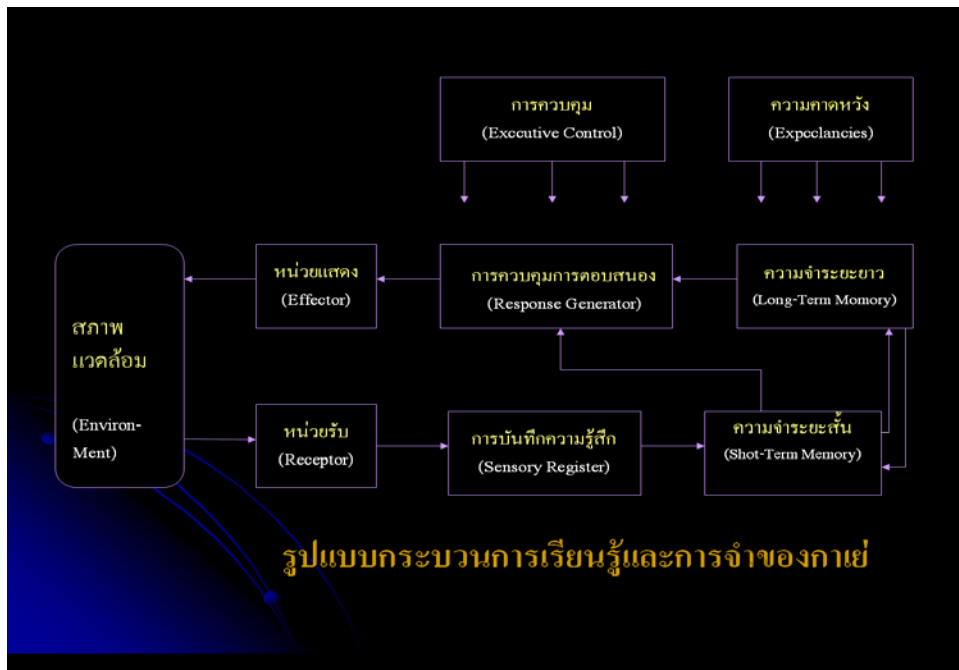 การควบคุม
(Executive Control)
ความคาดหวัง
(Expeclancies)
หน่วยแสดง
(Effector)
การควบคุมการตอบสนอง
(Response Generator)
ความจำระยะยาว
(Long-Term Momory)
สภาพ
แวดล้อม
(Environ-
Ment)
หน่วยรับ
(Receptor)
การบันทึกความรู้สึก
(Sensory Register)
ความจำระยะสั้น
(Shot-Term Memory)
รูปแบบกระบวนการเรียนรู้และการจำของกาเย่